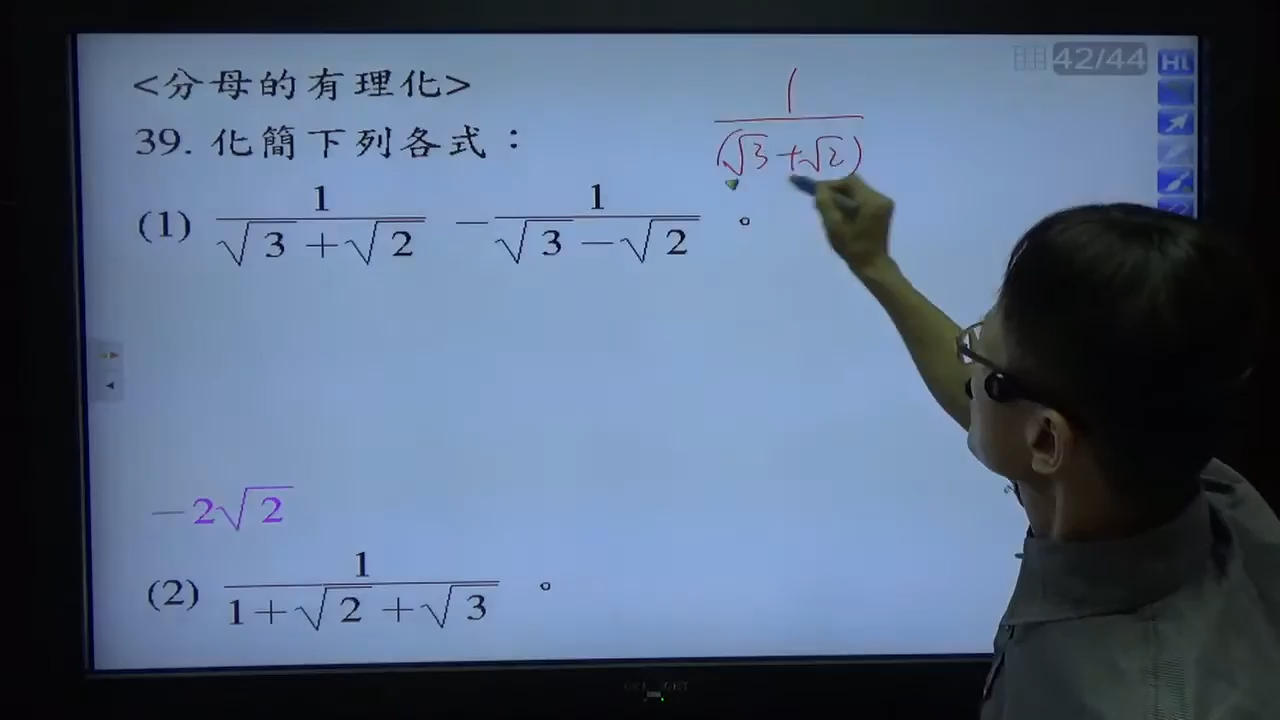 <分母的有理化>
42/44
HI
39. 化簡下列各式：
1/(√3+√2)
(1) 1/(√3+√2) －1/(√3－√2) 。
－2√2
(2) 1/(1+√2+√3) 。